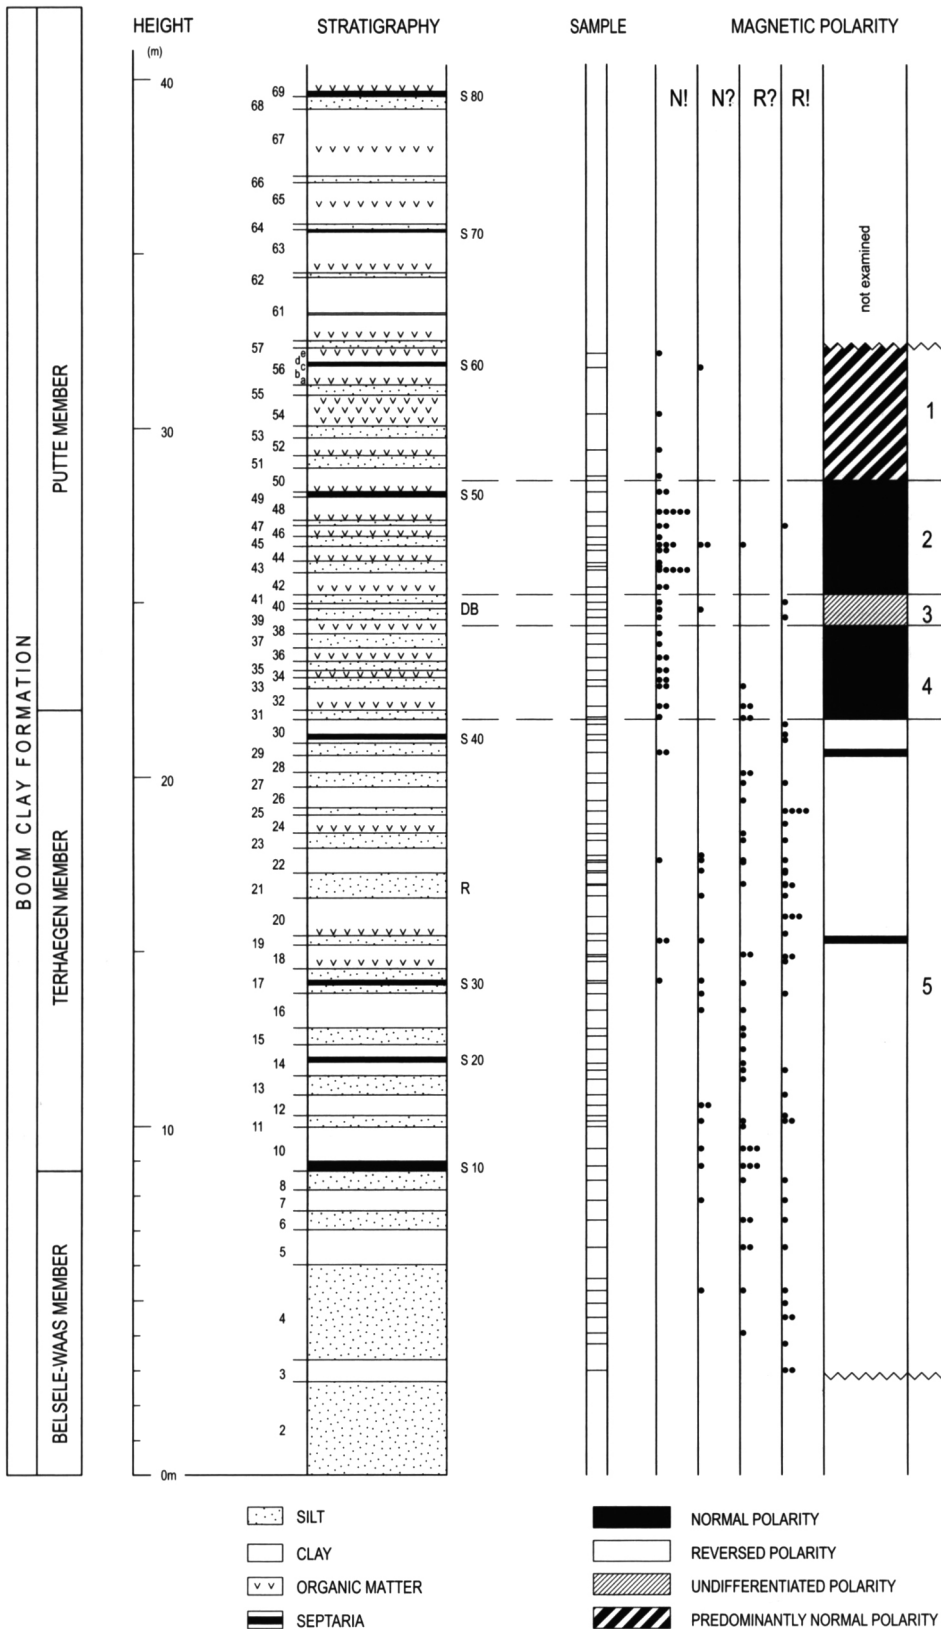 HEIGHT STRATIGRAPHY SAMPLE MAGNETIC POLARITY
(m)
N! N? R? R!
BOOM CLAY FORMATION
PUTTE MEMBER
TERHAEGEN MEMBER
BELSELE-WAAS MEMBER
40
30
20
10
0m
69
68
67
66
65
64
63
62
61
57
e
d
c
b
a
56
55
54
53
52
51
50
49
48
47
46
45
44
43
42
41
40
39
38
37
36
35
34
33
32
31
30
29
28
27
26
25
24
23
22
21
20
19
18
17
16
15
14
13
12
11
10
8
7
6
5
4
3
2
S 80
S 70
S 60
S 50
DB
S 40
R
S 30
S 20
S 10
not examined
1
2
3
4
5
SILT
CLAY
v v ORGANIC MATTER
SEPTARIA
NORMAL POLARITY
REVERSED POLARITY
UNDIFFERENTIATED POLARITY
PREDOMINANTLY NORMAL POLARITY